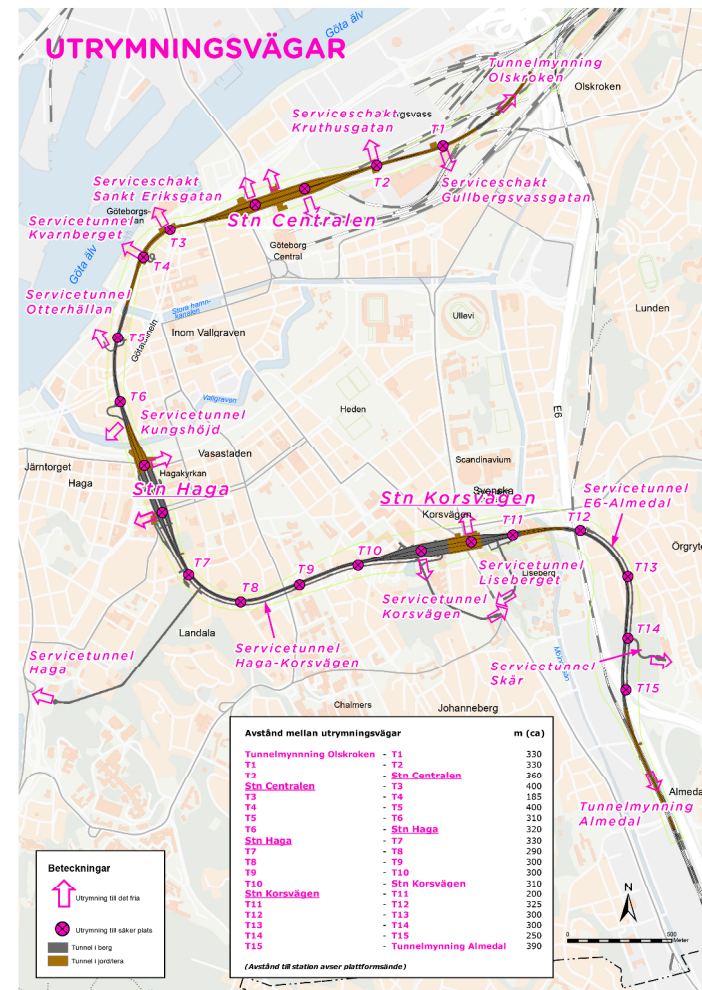 UTRYMNINGSVÄGAR
Göta älv
Tunnelmynning
Olskroken
Olskroken
Serviceschakt
Kruthusgatan
T1
T2
Serviceschakt
Gullbergsvassgatan
Serviceschakt
Sankt Eriksgatan
Göteborgs-
Stn Centralen
Servicetunnel
Kvarnberget
T3
T4
Göteborg
Central
Göta älv
Servicetunnel
Otterhällan
Stora hamn-
kanalen
T5
Inom Vallgraven
Ullevi
Lunden
Vallgraven
T6
Heden
E6
Servicetunnel
Kungshöjd
Vasastaden
Järntorget
Haga
Hagakyrkan
Scandinavium
Stn Haga
Stn Korsvägen
Svenska
Korsvägen
Servicetunnel
E6-Almedal
T11
T12
Örgryte
T7
T8
T9
T10
Servicetunnel
Liseberget
Liseberg
T13
Servicetunnel
Korsvägen
Landala
T14
Servicetunnel
Haga
Servicetunnel
Haga-Korsvägen
Servicetunnel
Skår
T15
Chalmers
Johanneberg
Almedal
Tunnelmynning
Almedal
Avstånd mellan utrymningsvägar m (ca)
Tunnelmynnning Olskroken - T1 330
T1 - T2 330
T2 - Stn Centralen 360
Stn Centralen - T3 400
T3 - T4 185
T4 - T5 400
T5 - T6 310
T6 - Stn Haga 320
Stn Haga - T7 330
T7 - T8 290
T8 - T9 300
T9 - T10 300
T10 - Stn Korsvägen 310
Stn Korsvägen - T11 200
T11 - T12 325
T12 - T13 300
T13 - T14 300
T14 - T15 250
T15 - Tunnelmynning Almedal 390
(Avstånd till station avser plattformsände)
Beteckningar
Utrymning till det fria
Utrymning till säker plats
Tunnel i berg
Tunnel i jord/lera
N
0 500
Meter